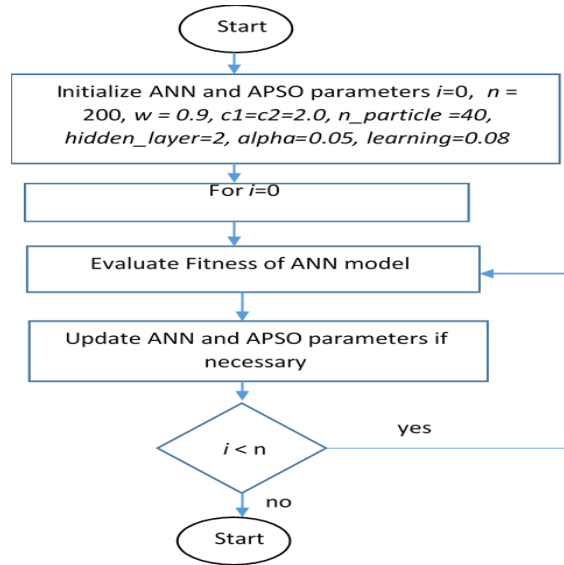 Start
Initialize ANN and APSO parameters i=0, n =
200, w = 0.9, c1=c2=2.0, n_particle =40,
hidden_layer=2, alpha=0.05, learning=0.08
For i=0
Evaluate Fitness of ANN model
Update ANN and APSO parameters if
necessary
i < n
yes
no
Start